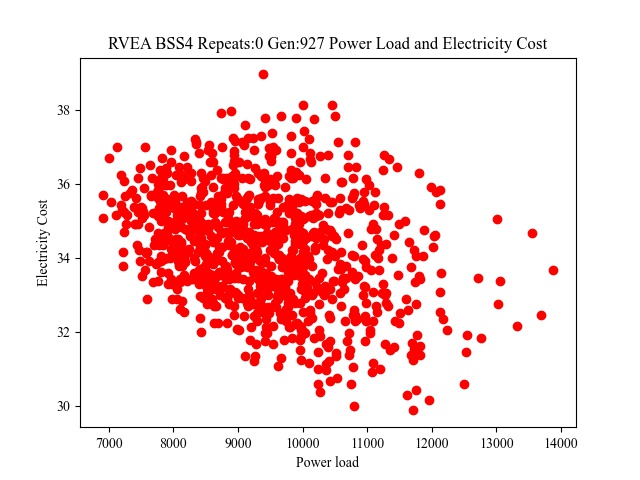 RVEA BSS4 Repeats:0 Gen:927 Power Load and Electricity Cost
Electricity Cost
38
36
34
32
30
7000 8000 9000 10000 11000 12000 13000 14000
Power load